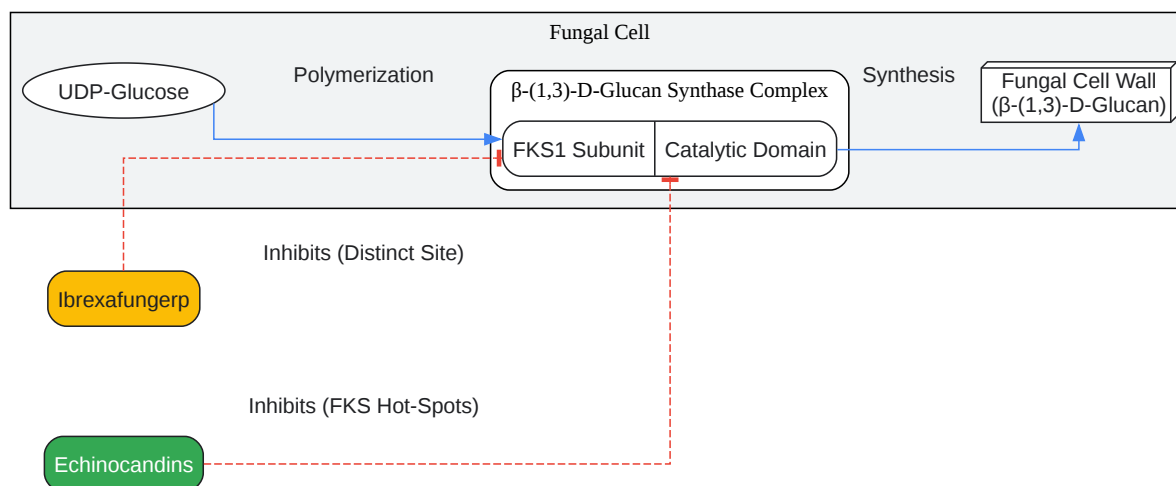 Fungal Cell
Polymerization
Synthesis
UDP-Glucose
β-(1,3)-D-Glucan Synthase Complex
Fungal Cell Wall
(β-(1,3)-D-Glucan)
FKS1 Subunit
Catalytic Domain
Inhibits (Distinct Site)
Ibrexafungerp
Inhibits (FKS Hot-Spots)
Echinocandins